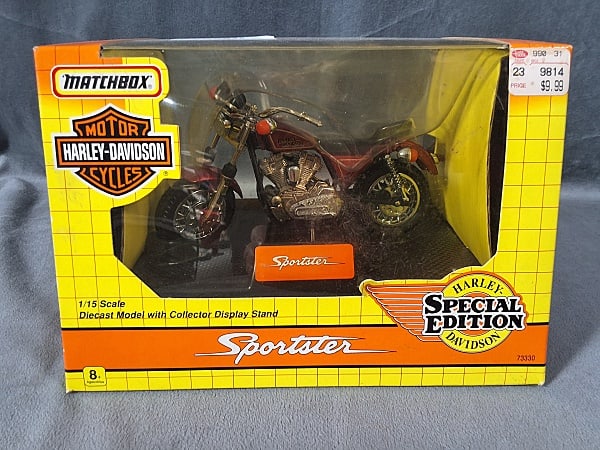 MATCHBOX®
MOTOR
HARLEY-DAVIDSON
CYCLES
®
990 31
23 9814
PRICE $9.99
Sportster
1/15 Scale
Diecast Model with Collector Display Stand
HARLEY-
SPECIAL
EDITION
DAVIDSON
Sportster
73330
8+